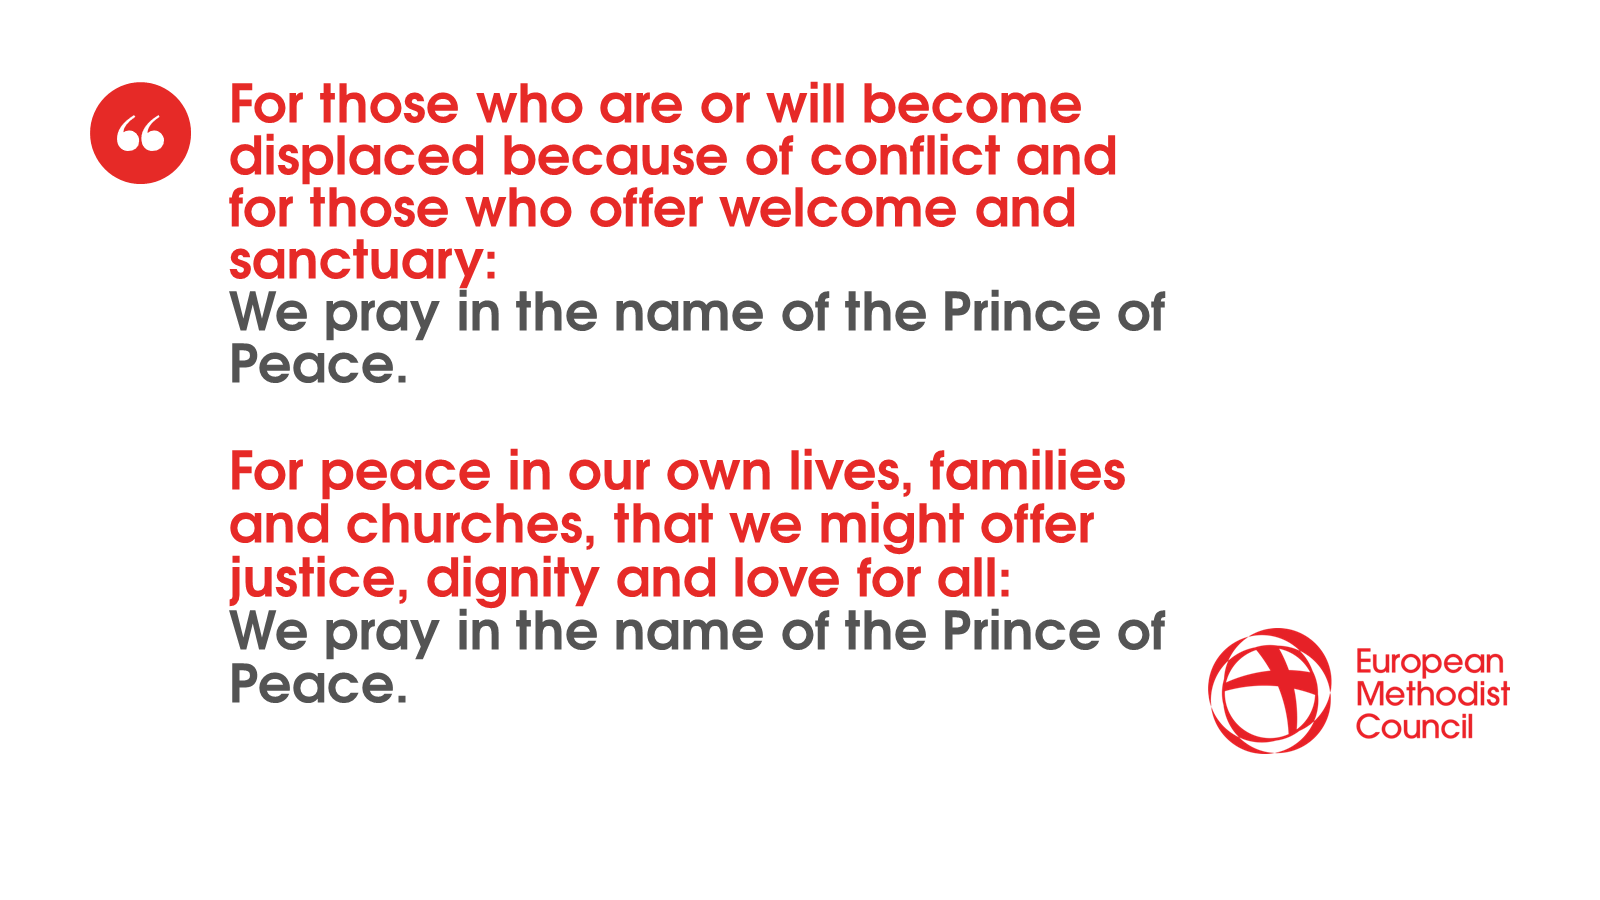 “
For those who are or will become
displaced because of conflict and
for those who offer welcome and
sanctuary:
We pray in the name of the Prince of
Peace.
For peace in our own lives, families
and churches, that we might offer
justice, dignity and love for all:
We pray in the name of the Prince of
Peace.
European
Methodist
Council